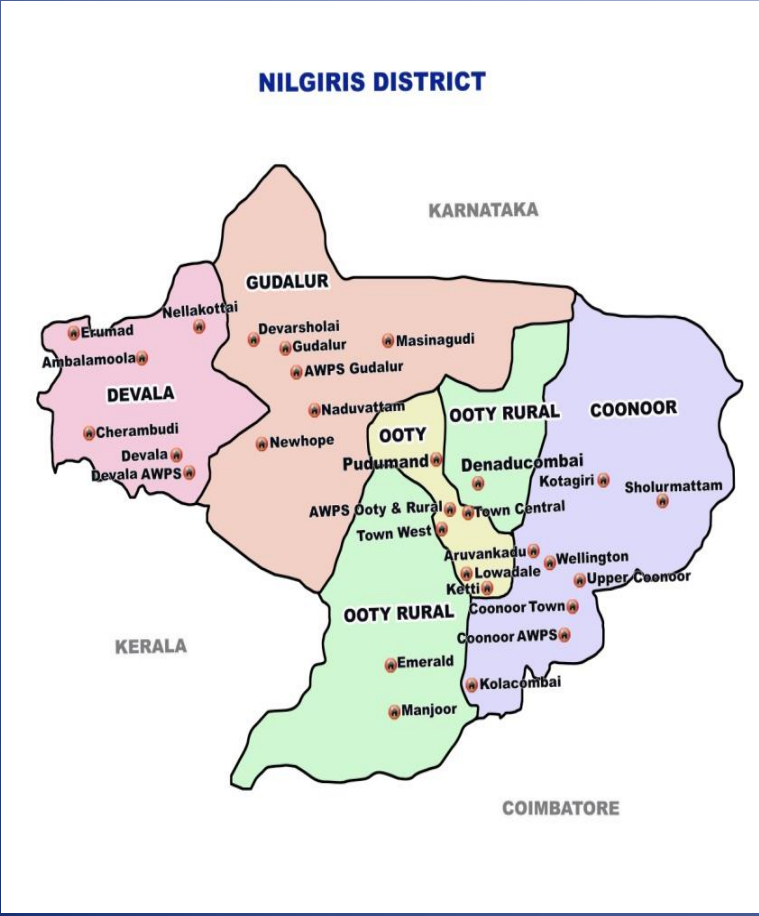 NILGIRIS DISTRICT
KARNATAKA
GUDALUR
Nellakottai
Erumad
Devarsholai
Gudalur
Masinagudi
Ambalamoola
AWPS Gudalur
DEVALA
Naduvattam
OOTY RURAL
COONOOR
Cherambudi
Newhope
OOTY
Devala
Pudumand
Denaducombai
Devala AWPS
Kotagiri
Sholurmattam
AWPS Ooty & Rural
Town Central
Town West
Aruvankadu
Wellington
Lowadale
Upper Coonoor
Ketti
OOTY RURAL
Coonoor Town
Coonoor AWPS
KERALA
Emerald
Kolacombai
Manjoor
COIMBATORE